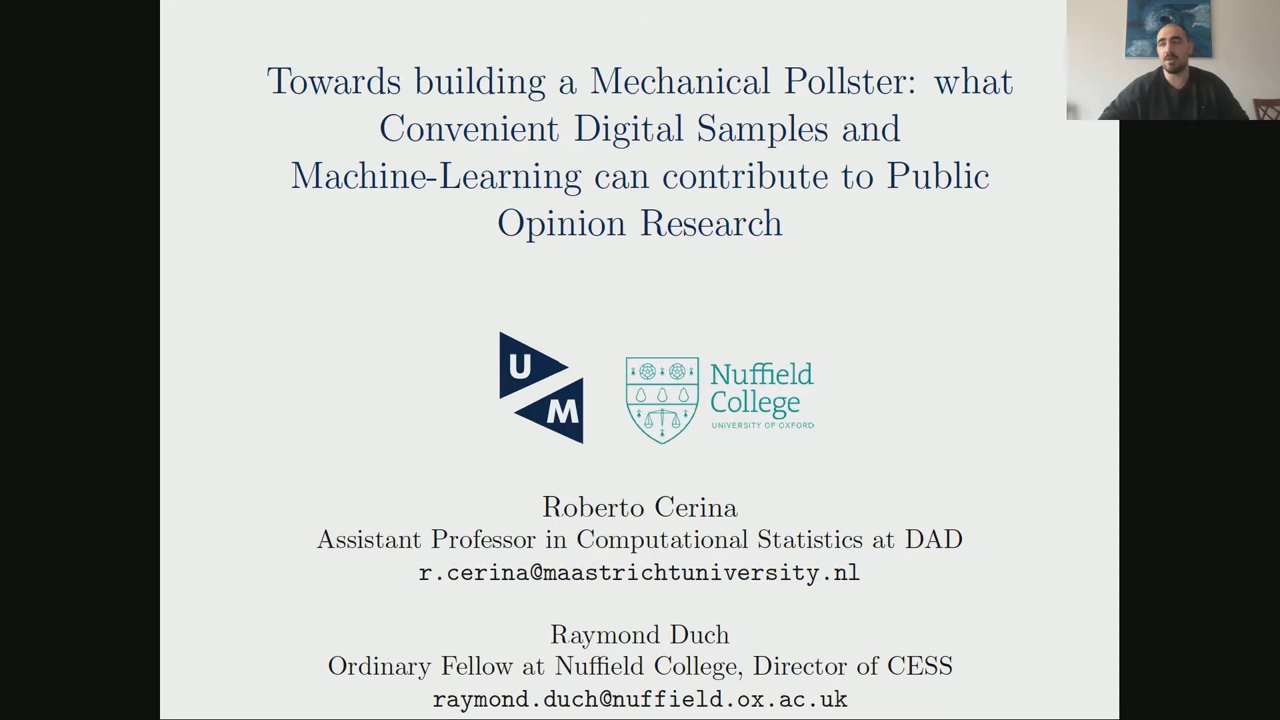 Towards building a Mechanical Pollster: what
Convenient Digital Samples and
Machine-Learning can contribute to Public
Opinion Research
U
M
Nuffield
College
UNIVERSITY OF OXFORD
Roberto Cerina
Assistant Professor in Computational Statistics at DAD
r.cerina@maastrichtuniversity.nl
Raymond Duch
Ordinary Fellow at Nuffield College, Director of CESS
raymond.duch@nuffield.ox.ac.uk